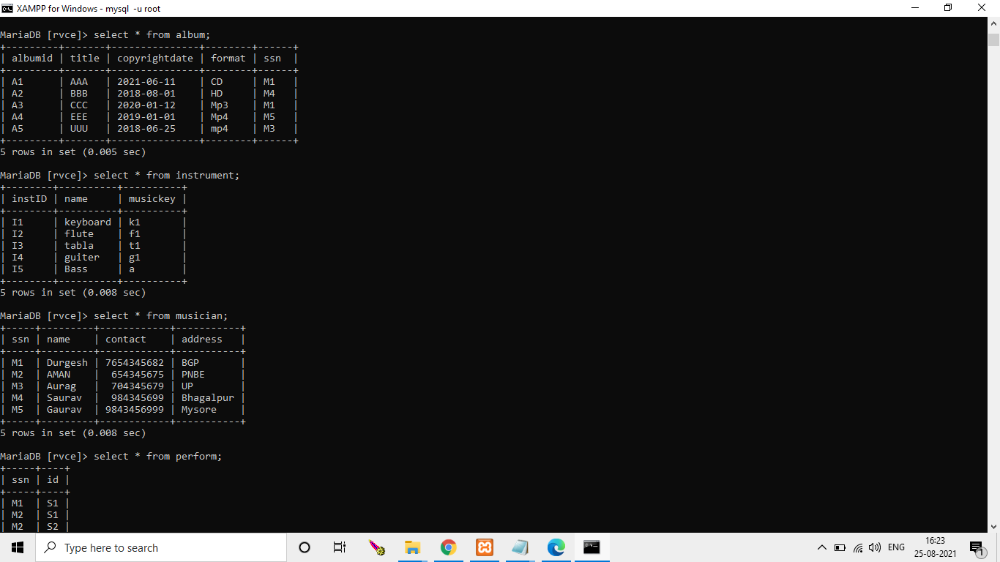 XAMPP for Windows - mysql  -u root
MariaDB [rvce]> select * from album;
+---------+-------+---------------+--------+------+
| albumid | title | copyrightdate | format | ssn  |
+---------+-------+---------------+--------+------+
| A1      | AAA   | 2021-06-11    | CD     | M1   |
| A2      | BBB   | 2018-08-01    | HD     | M4   |
| A3      | CCC   | 2020-01-12    | Mp3    | M1   |
| A4      | EEE   | 2019-01-01    | Mp4    | M5   |
| A5      | UUU   | 2018-06-25    | mp4    | M3   |
+---------+-------+---------------+--------+------+
5 rows in set (0.005 sec)
MariaDB [rvce]> select * from instrument;
+--------+----------+----------+
| instID | name     | musickey |
+--------+----------+----------+
| I1     | keyboard | k1       |
| I2     | flute    | f1       |
| I3     | tabla    | t1       |
| I4     | guiter   | g1       |
| I5     | Bass     | a        |
+--------+----------+----------+
5 rows in set (0.008 sec)
MariaDB [rvce]> select * from musician;
+-----+---------+------------+-----------+
| ssn | name    | contact    | address   |
+-----+---------+------------+-----------+
| M1  | Durgesh | 7654345682 | BGP       |
| M2  | AMAN    |  654345675 | PNBE      |
| M3  | Aurag   |  704345679 | UP        |
| M4  | Saurav  |  984345699 | Bhagalpur |
| M5  | Gaurav  | 9843456999 | Mysore    |
+-----+---------+------------+-----------+
5 rows in set (0.008 sec)
MariaDB [rvce]> select * from perform;
+-----+----+
| ssn | id |
+-----+----+
| M1  | S1 |
| M2  | S1 |
| M2  | S2 |
Type here to search
ENG
16:23
25-08-2021
1